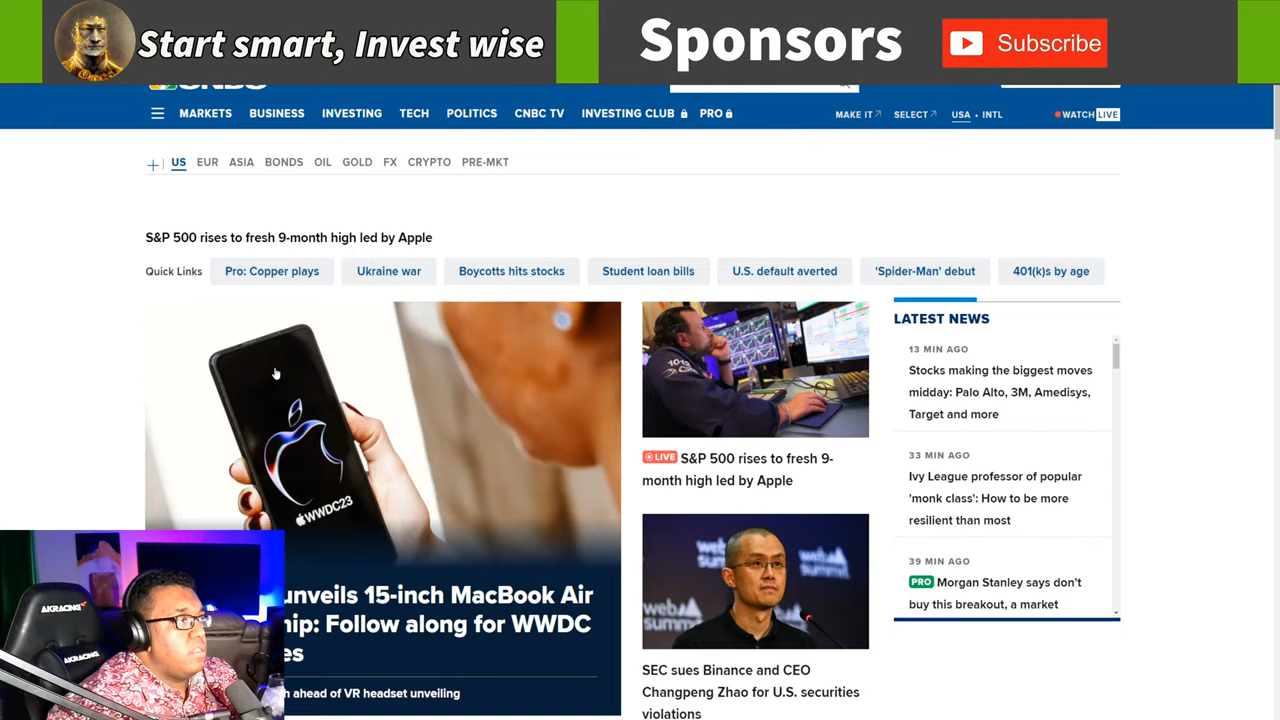 Start smart, Invest wise
Sponsors
Subscribe
MARKETS BUSINESS INVESTING TECH POLITICS CNBC TV INVESTING CLUB PRO
MAKE IT SELECT USA • INTL WATCH LIVE
US EUR ASIA BONDS OIL GOLD FX CRYPTO PRE-MKT
S&P 500 rises to fresh 9-month high led by Apple
Quick Links Pro: Copper plays Ukraine war Boycotts hits stocks Student loan bills U.S. default averted 'Spider-Man' debut 401(k)s by age
WWDC23
unveils 15-inch MacBook Air
Follow along for WWDC
ahead of VR headset unveiling
LIVE S&P 500 rises to fresh 9-
month high led by Apple
web
summit
SEC sues Binance and CEO
Changpeng Zhao for U.S. securities
violations
LATEST NEWS
13 MIN AGO
Stocks making the biggest moves
midday: Palo Alto, 3M, Amedisys,
Target and more
33 MIN AGO
Ivy League professor of popular
'monk class': How to be more
resilient than most
39 MIN AGO
PRO Morgan Stanley says don't
buy this breakout, a market
AKRACING
AKRACING